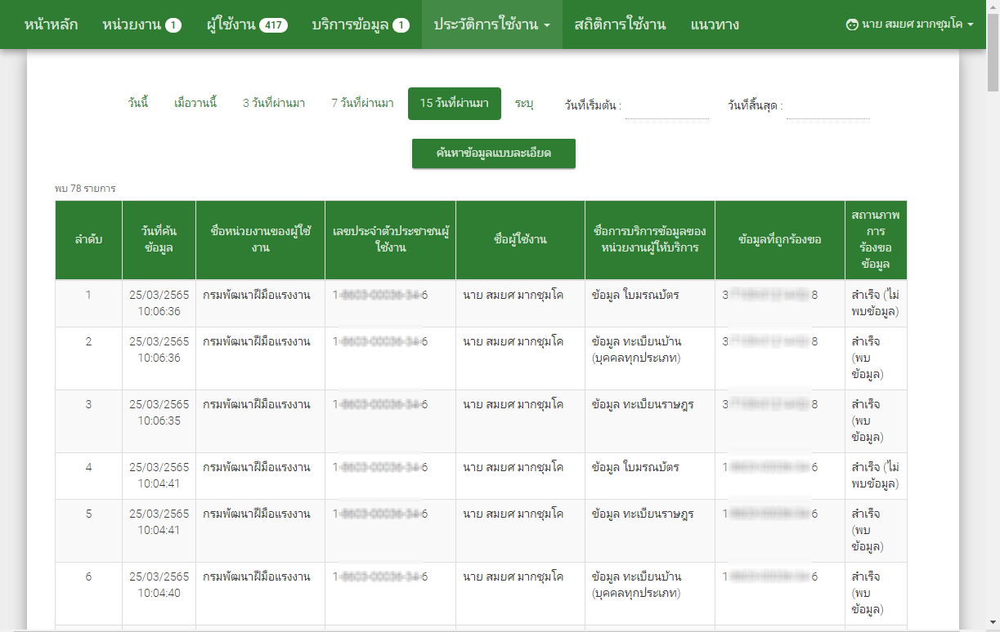 หน้าหลัก หน่วยงาน 1 ผู้ใช้งาน 417 บริการข้อมูล 1 ประวัติการใช้งาน สถิติการใช้งาน แนวทาง นาย สมยศ มากชุมโค
วันนี้ เมื่อวานนี้ 3 วันที่ผ่านมา 7 วันที่ผ่านมา 15 วันที่ผ่านมา ระบุ วันที่เริ่มต้น : วันที่สิ้นสุด :
ค้นหาข้อมูลแบบละเอียด
พบ 78 รายการ
ลำดับ
วันที่ค้น
ข้อมูล
ชื่อหน่วยงานของผู้ใช้
งาน
เลขประจำตัวประชาชนผู้
ใช้งาน
ชื่อผู้ใช้งาน
ชื่อการบริการข้อมูลของ
หน่วยงานผู้ให้บริการ
ข้อมูลที่ถูกร้องขอ
สถานภาพ
การ
ร้องขอ
ข้อมูล
1 25/03/2565 กรมพัฒนาฝีมือแรงงาน 1 6 นาย สมยศ มากชุมโค ข้อมูล ใบมรณบัตร 3 8 สำเร็จ (ไม่
10:06:36 พบข้อมูล)
2 25/03/2565 กรมพัฒนาฝีมือแรงงาน 1 6 นาย สมยศ มากชุมโค ข้อมูล ทะเบียนบ้าน 3 8 สำเร็จ
10:06:36 (บุคคลทุกประเภท) (พบ
ข้อมูล)
3 25/03/2565 กรมพัฒนาฝีมือแรงงาน 1 6 นาย สมยศ มากชุมโค ข้อมูล ทะเบียนราษฎร 3 8 สำเร็จ
10:06:35 (พบ
ข้อมูล)
4 25/03/2565 กรมพัฒนาฝีมือแรงงาน 1 6 นาย สมยศ มากชุมโค ข้อมูล ใบมรณบัตร 1 6 สำเร็จ (ไม่
10:04:41 พบข้อมูล)
5 25/03/2565 กรมพัฒนาฝีมือแรงงาน 1 6 นาย สมยศ มากชุมโค ข้อมูล ทะเบียนราษฎร 1 6 สำเร็จ
10:04:41 (พบ
ข้อมูล)
6 25/03/2565 กรมพัฒนาฝีมือแรงงาน 1 6 นาย สมยศ มากชุมโค ข้อมูล ทะเบียนบ้าน 1 6 สำเร็จ
10:04:40 (บุคคลทุกประเภท) (พบ
ข้อมูล)